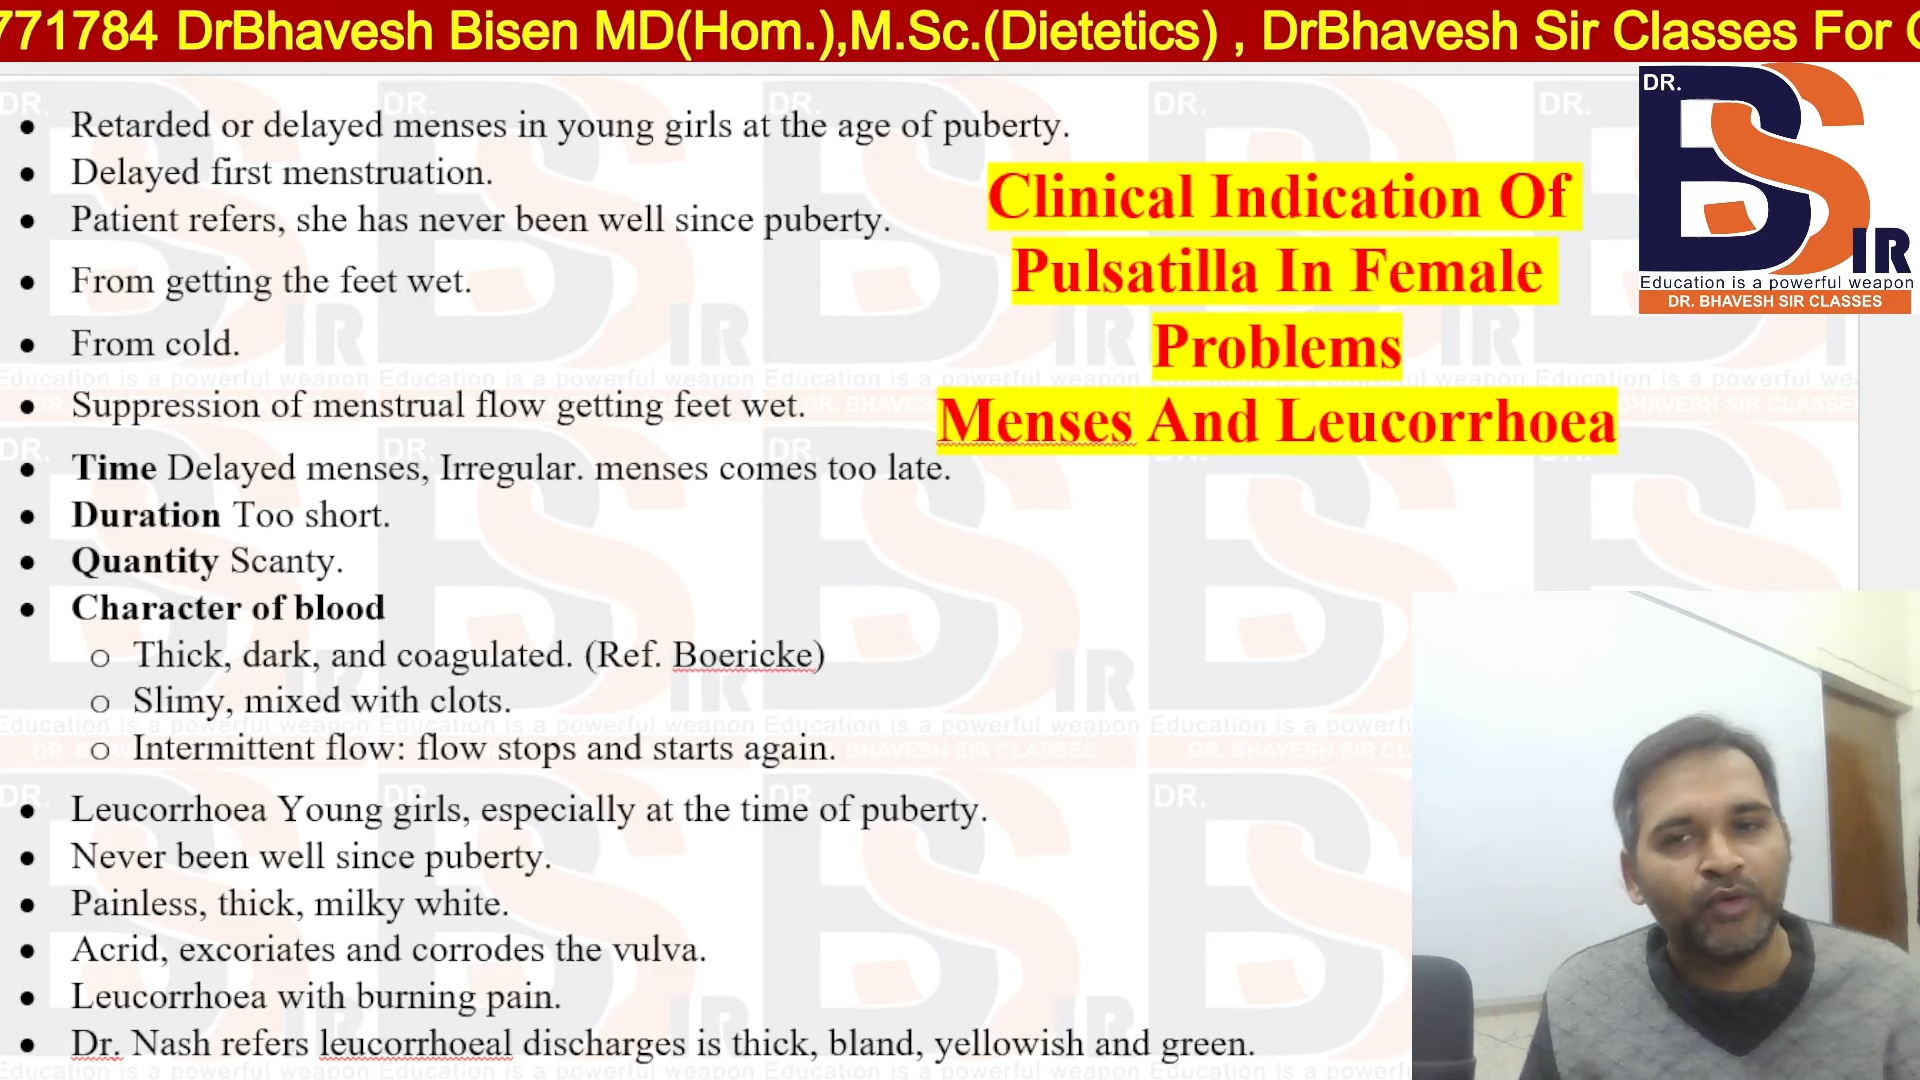 771784 DrBhavesh Bisen MD(Hom.),M.Sc.(Dietetics) , DrBhavesh Sir Classes For
DR.
BS
IR
Education is a powerful weapon
DR. BHAVESH SIR CLASSES
Clinical Indication Of
Pulsatilla In Female
Problems
Menses And Leucorrhoea
• Retarded or delayed menses in young girls at the age of puberty.
• Delayed first menstruation.
• Patient refers, she has never been well since puberty.
• From getting the feet wet.
• From cold.
• Suppression of menstrual flow getting feet wet.
• Time Delayed menses, Irregular. menses comes too late.
• Duration Too short.
• Quantity Scanty.
• Character of blood
o Thick, dark, and coagulated. (Ref. Boericke)
o Slimy, mixed with clots.
o Intermittent flow: flow stops and starts again.
• Leucorrhoea Young girls, especially at the time of puberty.
• Never been well since puberty.
• Painless, thick, milky white.
• Acrid, excoriates and corrodes the vulva.
• Leucorrhoea with burning pain.
• Dr. Nash refers leucorrhoeal discharges is thick, bland, yellowish and green.